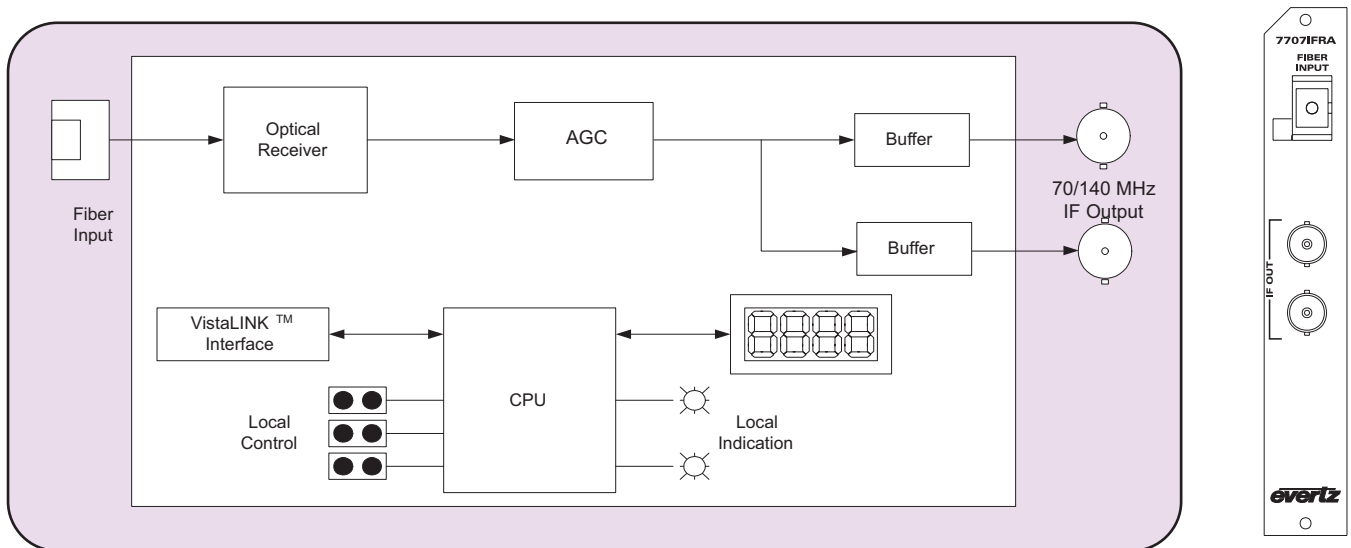 Fiber
Input
Optical
Receiver
AGC
Buffer
Buffer
70/140 MHz
IF Output
VistaLINK ™
Interface
CPU
Local
Control
Local
Indication
8888
7707IFRA
FIBER
INPUT
IF OUT
evertz